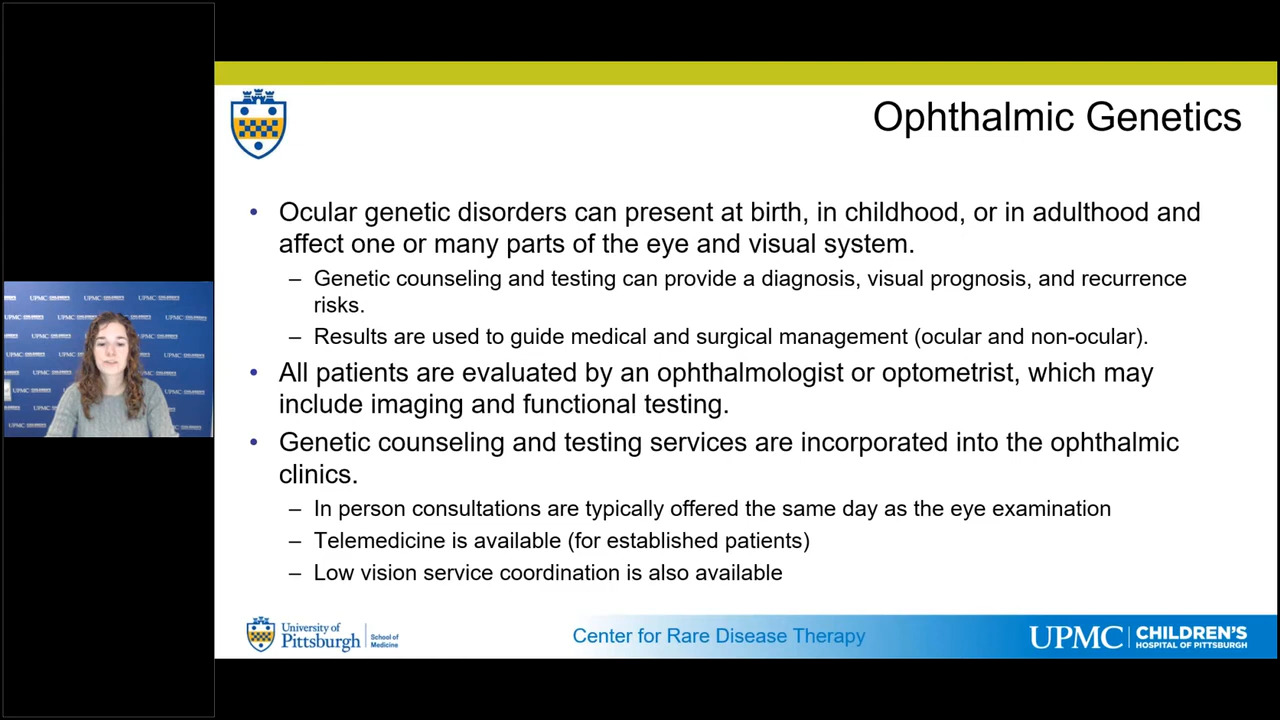 Ophthalmic Genetics
• Ocular genetic disorders can present at birth, in childhood, or in adulthood and
affect one or many parts of the eye and visual system.
– Genetic counseling and testing can provide a diagnosis, visual prognosis, and recurrence
risks.
– Results are used to guide medical and surgical management (ocular and non-ocular).
• All patients are evaluated by an ophthalmologist or optometrist, which may
include imaging and functional testing.
• Genetic counseling and testing services are incorporated into the ophthalmic
clinics.
– In person consultations are typically offered the same day as the eye examination
– Telemedicine is available (for established patients)
– Low vision service coordination is also available
University of
Pittsburgh
School of
Medicine
Center for Rare Disease Therapy
UPMC
CHILDREN'S
HOSPITAL OF PITTSBURGH